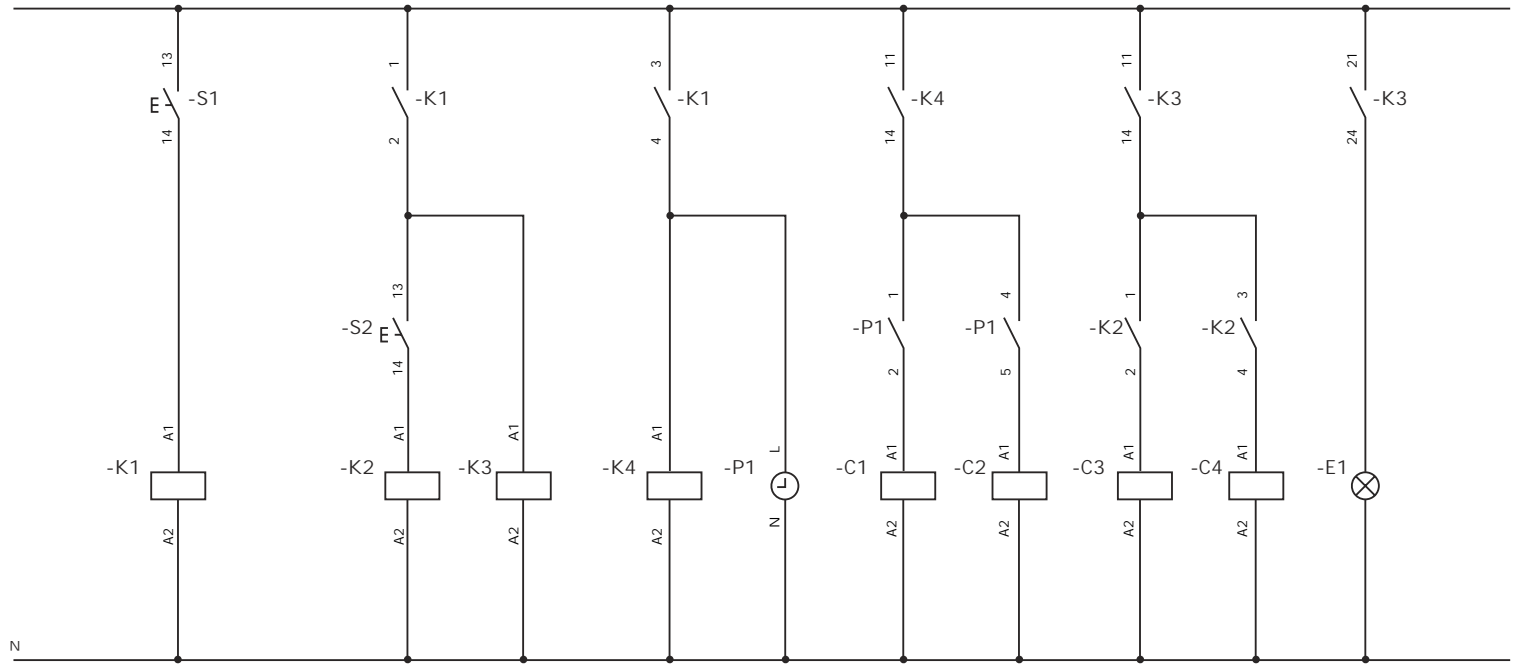 13 1 3 11 11 21
-S1 -K1 -K1 -K4 -K3 -K3
14 2 4 14 14 24
13 1 4 1 3
-S2 -P1 -P1 -K2 -K2
14 2 5 2 4
A1 A1 A1 A1 L A1 A1 A1 A1
-K1 -K2 -K3 -K4 -P1 -C1 -C2 -C3 -C4 -E1
A2 A2 A2 A2 N A2 A2 A2 A2
N